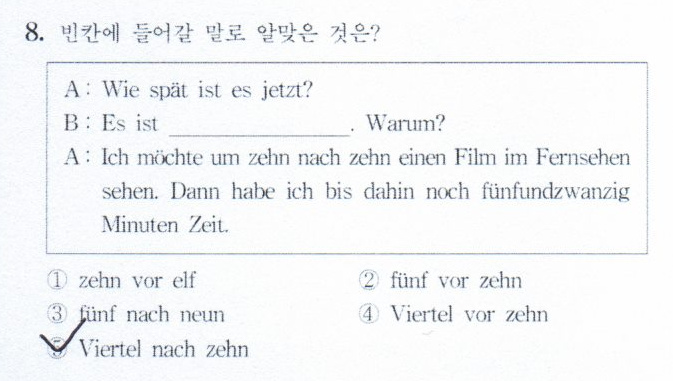 8. 빈칸에 들어갈 말로 알맞은 것은?
A : Wie spät ist es jetzt?
B : Es ist ____________. Warum?
A : Ich möchte um zehn nach zehn einen Film im Fernsehen
sehen. Dann habe ich bis dahin noch fünfundzwanzig
Minuten Zeit.
① zehn vor elf ② fünf vor zehn
③ fünf nach neun ④ Viertel vor zehn
⑤ Viertel nach zehn